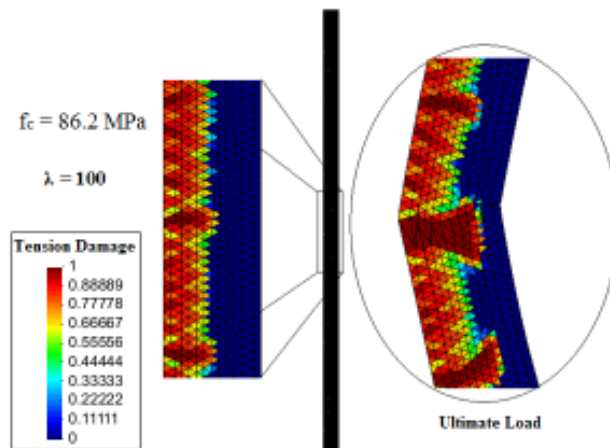 fc = 86.2 MPa
λ = 100
Tension Damage
1
0.88889
0.77778
0.66667
0.55556
0.44444
0.33333
0.22222
0.11111
0
Ultimate Load